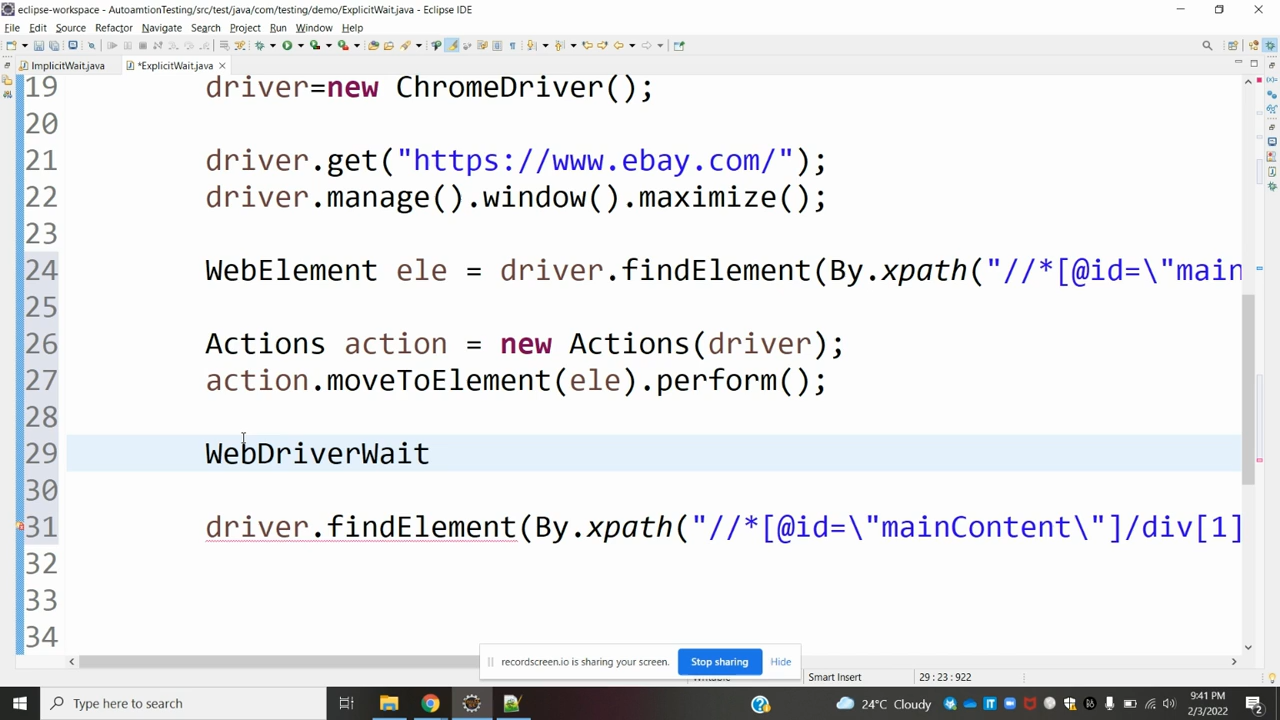 eclipse-workspace - AutoamtionTesting/src/test/java/com/testing/demo/ExplicitWait.java - Eclipse IDE
File Edit Source Refactor Navigate Search Project Run Window Help
ImplicitWait.java *ExplicitWait.java
19 driver=new ChromeDriver();
20
21 driver.get("https://www.ebay.com/");
22 driver.manage().window().maximize();
23
24 WebElement ele = driver.findElement(By.xpath("//*[@id=\"main
25
26 Actions action = new Actions(driver);
27 action.moveToElement(ele).perform();
28
29 WebDriverWait
30
31 driver.findElement(By.xpath("//*[@id=\"mainContent\"]/div[1]
32
33
34
recordscreen.io is sharing your screen. Stop sharing Hide
Writable Smart Insert 29 : 23 : 922
Type here to search 24°C Cloudy 9:41 PM
2/3/2022